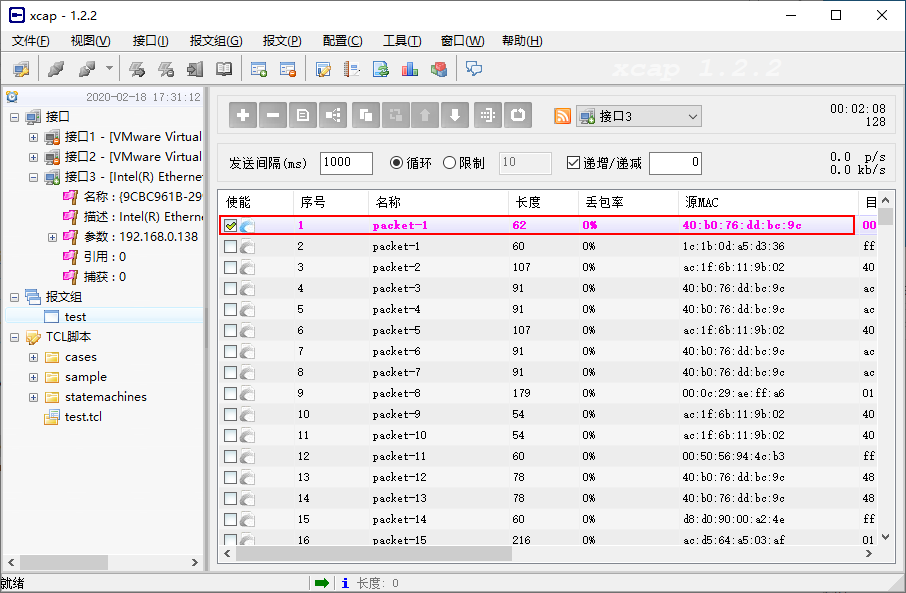 xcap - 1.2.2
文件(F) 视图(V) 接口(I) 报文组(G) 报文(P) 配置(C) 工具(T) 窗口(W) 帮助(H)
xcap 1.2.2
2020-02-18 17:31:12
接口
接口1 - [VMware Virtual
接口2 - [VMware Virtual
接口3 - [Intel(R) Etherne
名称 : {9CBC961B-29
描述 : Intel(R) Etherne
参数 : 192.168.0.138
引用 : 0
捕获 : 0
报文组
test
TCL脚本
cases
sample
statemachines
test.tcl
接口3
00:02:08
128
发送间隔(ms) 1000 循环 限制 10 递增/递减 0
0.0 p/s
0.0 kb/s
使能 序号 名称 长度 丢包率 源MAC 目
1 packet-1 62 0% 40:b0:76:dd:bc:9c 00
2 packet-1 60 0% 1c:1b:0d:a5:d3:36 ff
3 packet-2 107 0% ac:1f:6b:11:9b:02 40
4 packet-3 91 0% 40:b0:76:dd:bc:9c ac
5 packet-4 91 0% 40:b0:76:dd:bc:9c ac
6 packet-5 107 0% ac:1f:6b:11:9b:02 40
7 packet-6 91 0% 40:b0:76:dd:bc:9c ac
8 packet-7 91 0% 40:b0:76:dd:bc:9c ac
9 packet-8 179 0% 00:0c:29:ae:ff:a6 01
10 packet-9 54 0% ac:1f:6b:11:9b:02 40
11 packet-10 54 0% ac:1f:6b:11:9b:02 40
12 packet-11 60 0% 00:50:56:94:4c:b3 ff
13 packet-12 78 0% 40:b0:76:dd:bc:9c 48
14 packet-13 78 0% 40:b0:76:dd:bc:9c 48
15 packet-14 60 0% d8:d0:90:00:a2:4e ff
16 packet-15 216 0% ac:d5:64:a5:03:af 01
就绪
长度: 0